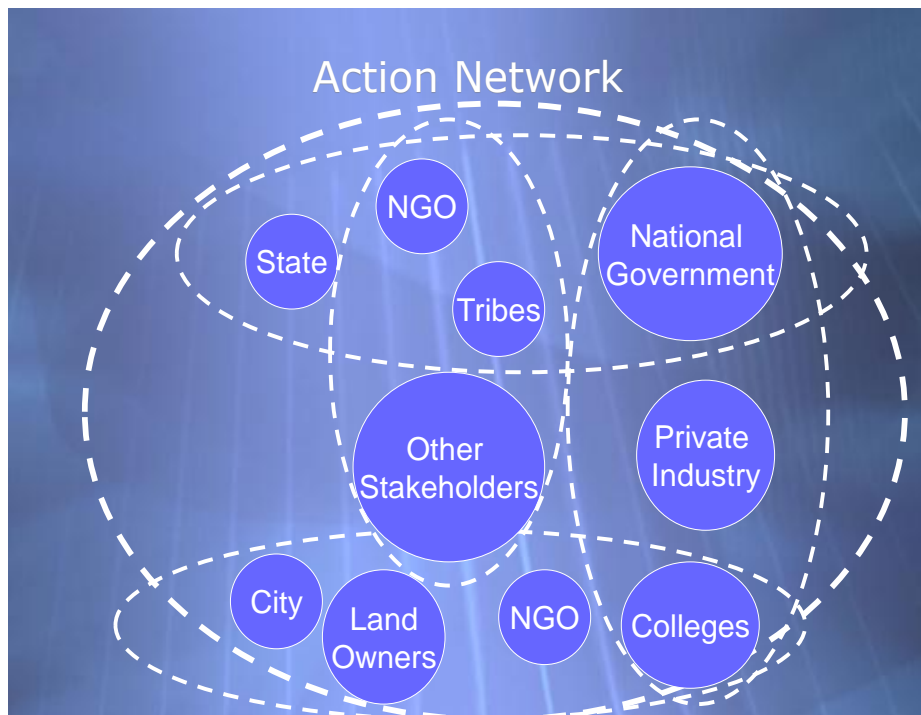 Action Network
NGO
National
Government
State
Tribes
Other
Stakeholders
Private
Industry
City
Land
Owners
NGO
Colleges